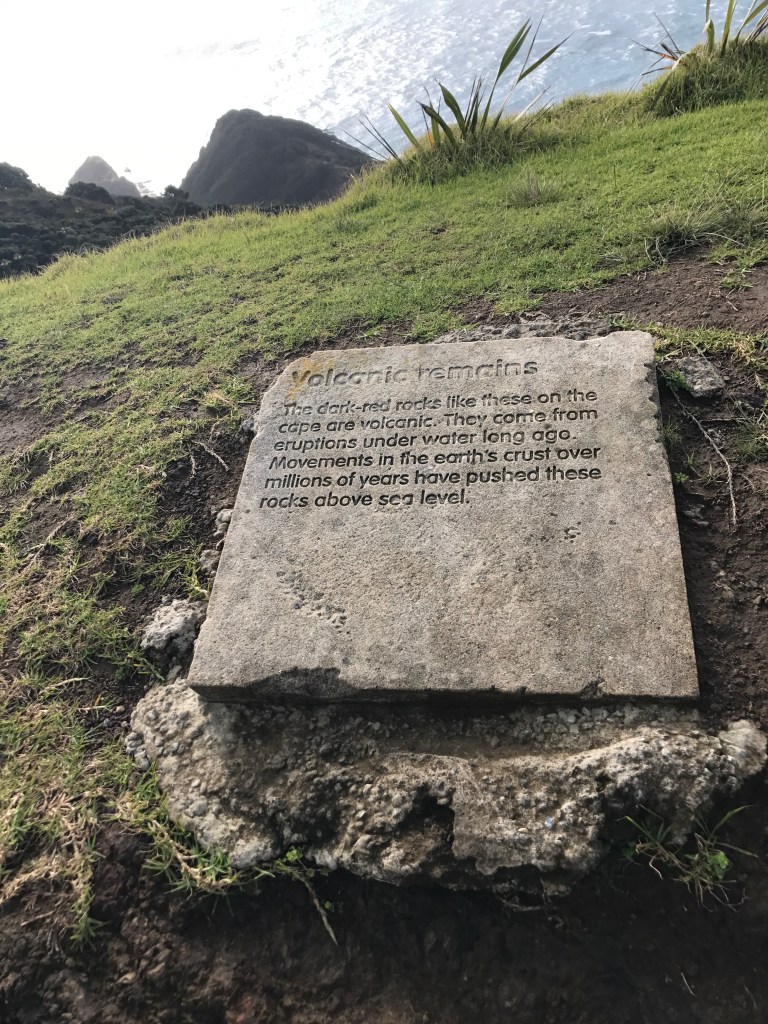 Volcanic remains
The dark-red rocks like these on the
cape are volcanic. They come from
eruptions under water long ago.
Movements in the earth's crust over
millions of years have pushed these
rocks above sea level.